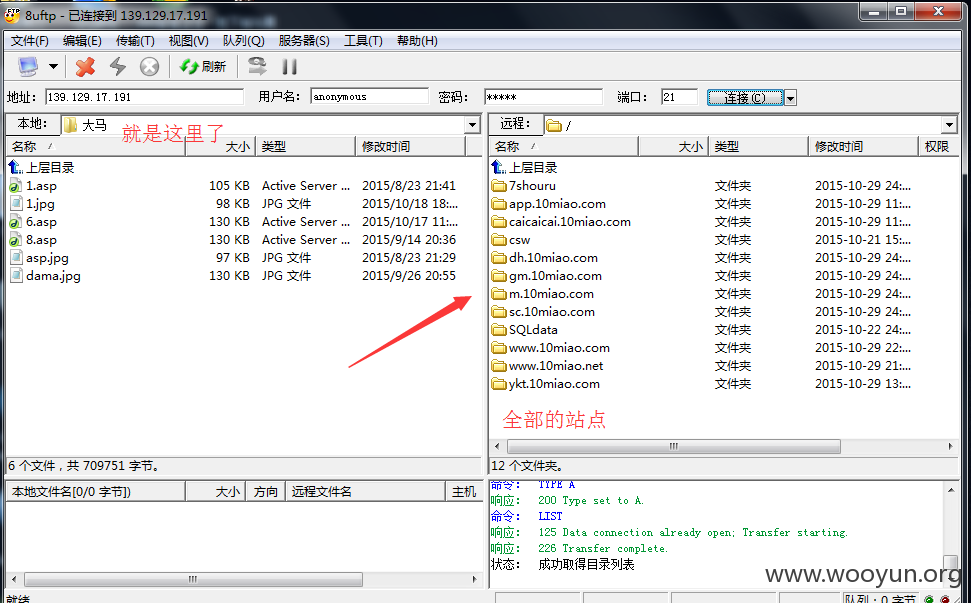 8uftp - 已连接到 139.129.17.191
文件(F) 编辑(E) 传输(T) 视图(V) 队列(Q) 服务器(S) 工具(T) 帮助(H)
刷新
地址: 139.129.17.191 用户名: anonymous 密码: ***** 端口: 21 连接(C)
本地: 大马
就是这里了
名称 大小 类型 修改时间
上层目录
1.asp 105 KB Active Server ... 2015/8/23 21:41
1.jpg 98 KB JPG 文件 2015/10/18 18:...
6.asp 130 KB Active Server ... 2015/10/17 11:...
8.asp 130 KB Active Server ... 2015/9/14 20:36
asp.jpg 97 KB JPG 文件 2015/8/23 21:29
dama.jpg 130 KB JPG 文件 2015/9/26 20:55
6 个文件，共 709751 字节。
远程: /
名称 大小 类型 修改时间 权限
上层目录
7shouru 文件夹 2015-10-29 24:...
app.10miao.com 文件夹 2015-10-29 11:...
caicaicai.10miao.com 文件夹 2015-10-29 11:...
csw 文件夹 2015-10-21 15:...
dh.10miao.com 文件夹 2015-10-29 24:...
gm.10miao.com 文件夹 2015-10-29 24:...
m.10miao.com 文件夹 2015-10-29 24:...
sc.10miao.com 文件夹 2015-10-29 24:...
SQLdata 文件夹 2015-10-22 24:...
www.10miao.com 文件夹 2015-10-29 22:...
www.10miao.net 文件夹 2015-10-29 21:...
ykt.10miao.com 文件夹 2015-10-29 13:...
全部的站点
12 个文件夹。
本地文件名[0/0 字节]) 大小 方向 远程文件名 主机
命令: TYPE A
响应: 200 Type set to A.
命令: LIST
响应: 125 Data connection already open; Transfer starting.
响应: 226 Transfer complete.
状态: 成功取得目录列表
www.wooyun.org
就绪 队列: 0 字节